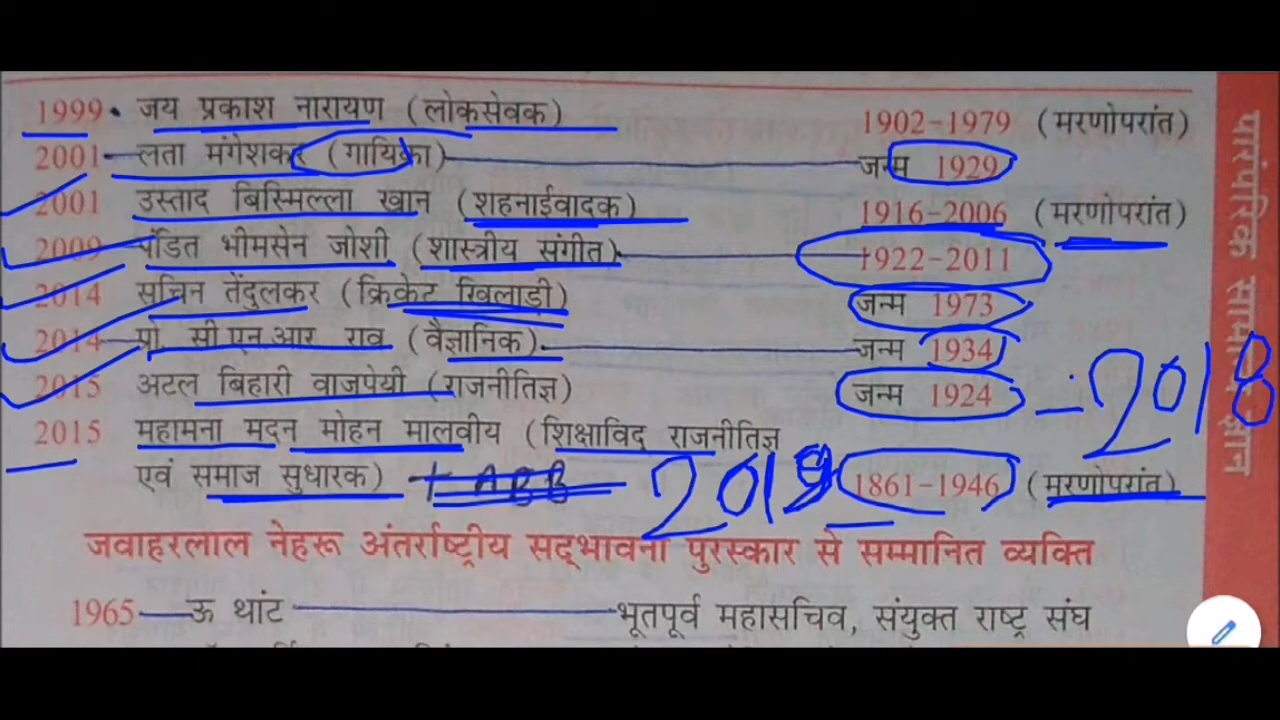 1999 जय प्रकाश नारायण (लोकसेवक) 1902-1979 (मरणोपरांत)
2001 लता मंगेशकर (गायिका) जन्म 1929
2001 उस्ताद बिस्मिल्ला खान (शहनाईवादक) 1916-2006 (मरणोपरांत)
2009 पंडित भीमसेन जोशी (शास्त्रीय संगीत) 1922-2011
2014 सचिन तेंदुलकर (क्रिकेट खिलाड़ी) जन्म 1973
2014 प्रो. सी.एन.आर राव (वैज्ञानिक) जन्म 1934
2015 अटल बिहारी वाजपेयी (राजनीतिज्ञ) जन्म 1924 - 2018
2015 महामना मदन मोहन मालवीय (शिक्षाविद राजनीतिज्ञ
एवं समाज सुधारक) 2019 1861-1946 (मरणोपरांत)
जवाहरलाल नेहरू अंतर्राष्ट्रीय सद्भावना पुरस्कार से सम्मानित व्यक्ति
1965 ऊ थांट भूतपूर्व महासचिव, संयुक्त राष्ट्र संघ
पारंपरिक सामान्य ज्ञान